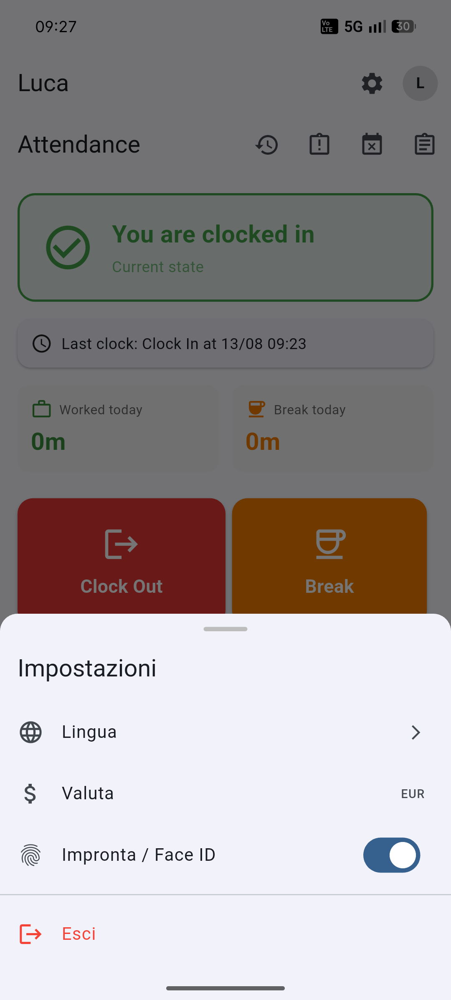 09:27
Vo LTE 5G 30
Luca
L
Attendance
You are clocked in
Current state
Last clock: Clock In at 13/08 09:23
Worked today
0m
Break today
0m
Clock Out
Break
Impostazioni
Lingua
$ Valuta EUR
Impronta / Face ID
Esci